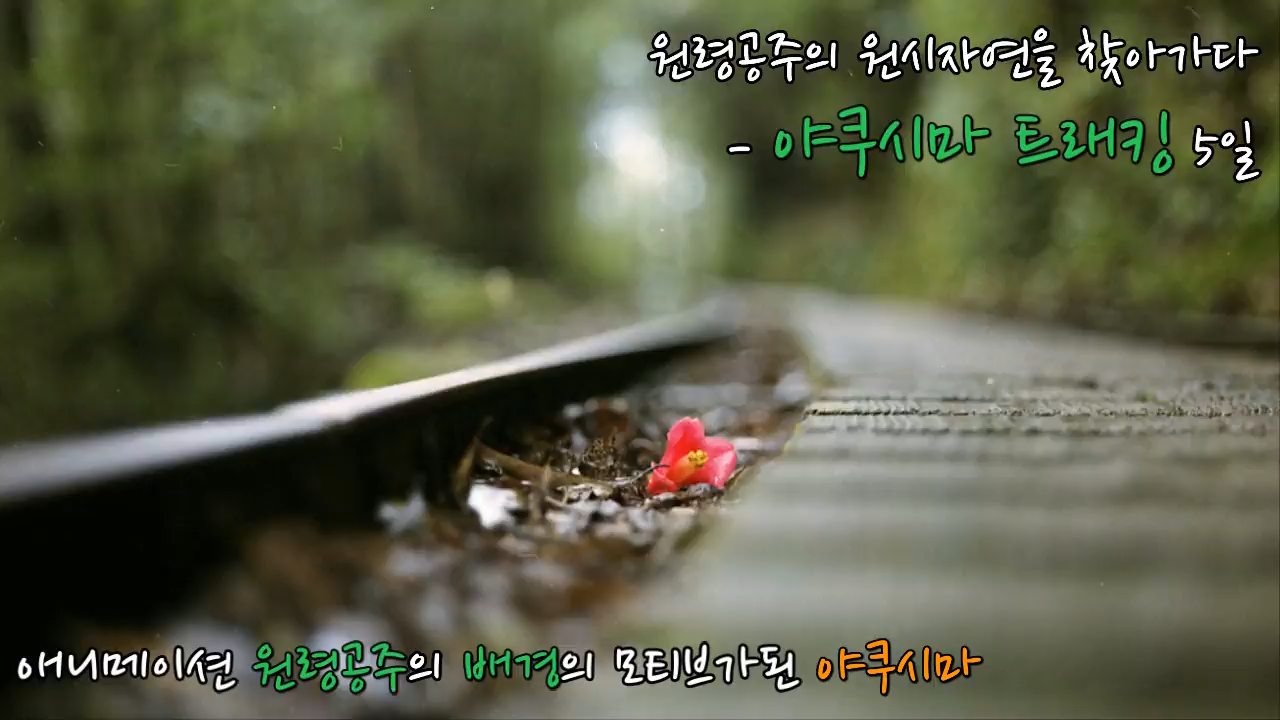 원령공주의 원시자연을 찾아가다
- 야쿠시마 트래킹 5일
애니메이션 원령공주의 배경의 모티브가된 야쿠시마